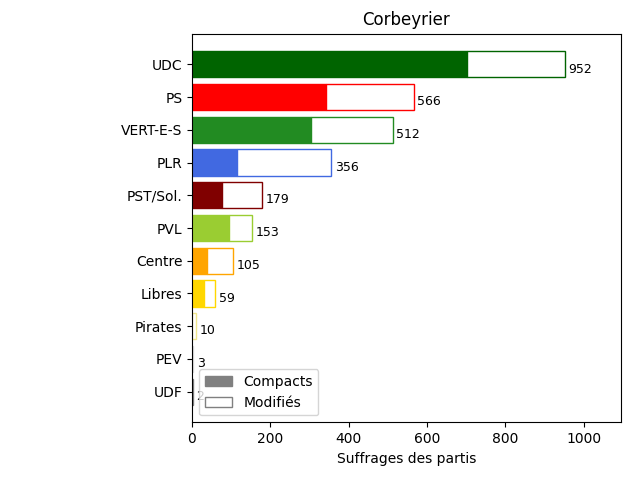 Corbeyrier
UDC 952
PS 566
VERT-E-S 512
PLR 356
PST/Sol. 179
PVL 153
Centre 105
Libres 59
Pirates 10
PEV 3
UDF
Compacts
Modifiés
0 200 400 600 800 1000
Suffrages des partis